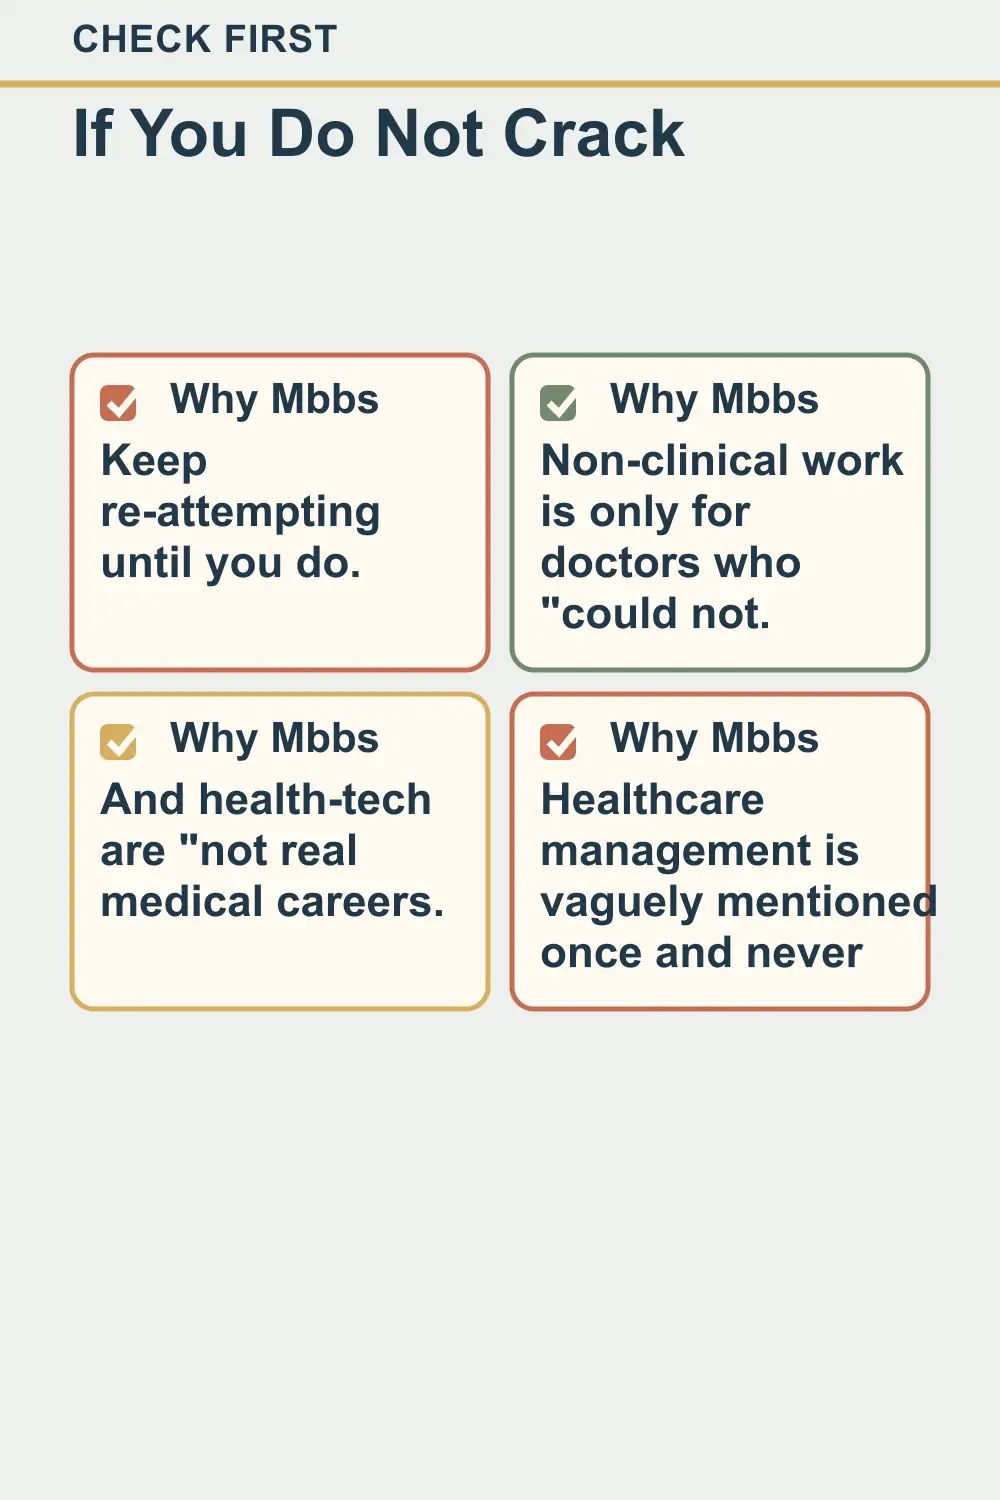 CHECK FIRST
If You Do Not Crack
Why Mbbs
Keep
re-attempting
until you do.
Why Mbbs
Non-clinical work
is only for
doctors who
"could not.
Why Mbbs
And health-tech
are "not real
medical careers.
Why Mbbs
Healthcare
management is
vaguely mentioned
once and never